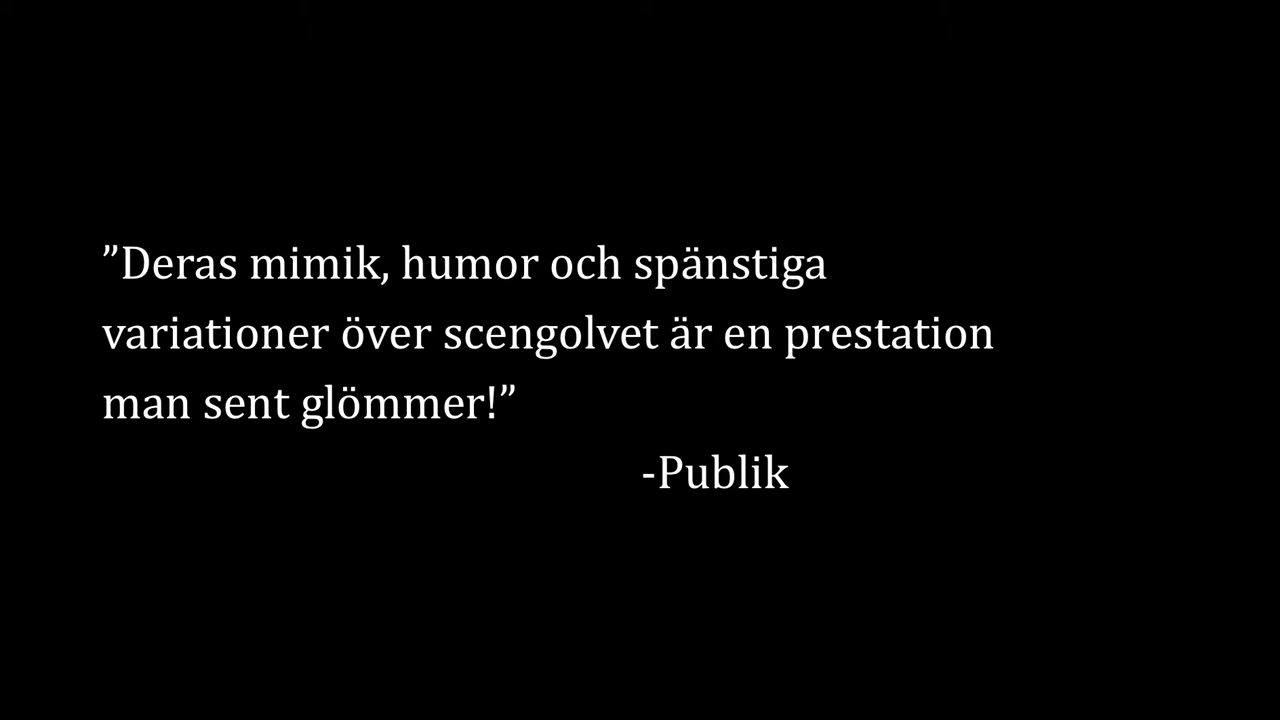 ”Deras mimik, humor och spänstiga
variationer över scengolvet är en prestation
man sent glömmer!”
-Publik